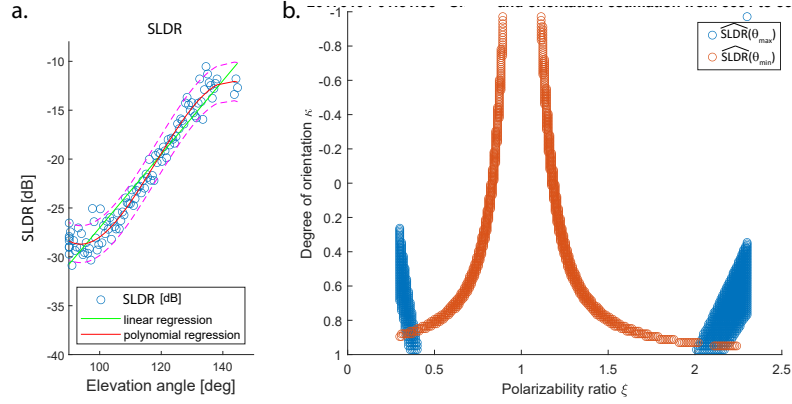 a.
SLDR
-10
-15
-20
-25
-30
-35
-40
SLDR [dB]
SLDR [dB]
linear regression
polynomial regression
100
120
140
Elevation angle [deg]
b.
-1
-0.8
-0.6
-0.4
-0.2
0
0.2
0.4
0.6
0.8
1
Degree of orientation κ
SLDR(θmax)
SLDR(θmin)
0
0.5
1
1.5
2
2.5
Polarizability ratio ξ